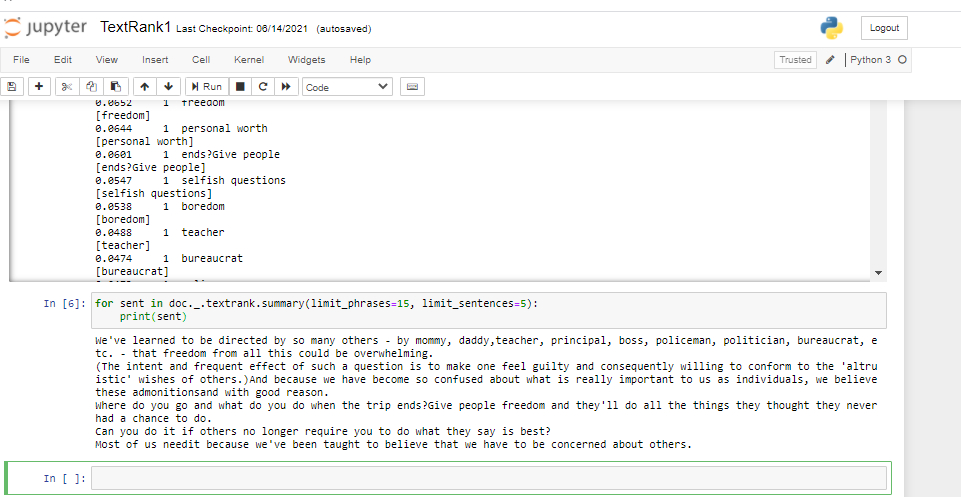 jupyter TextRank1 Last Checkpoint: 06/14/2021 (autosaved) Logout
File Edit View Insert Cell Kernel Widgets Help Trusted Python 3
Run Code
0.0652 1 freedom
[freedom]
0.0644 1 personal worth
[personal worth]
0.0601 1 ends?Give people
[ends?Give people]
0.0547 1 selfish questions
[selfish questions]
0.0538 1 boredom
[boredom]
0.0488 1 teacher
[teacher]
0.0474 1 bureaucrat
[bureaucrat]
In [6]: for sent in doc._.textrank.summary(limit_phrases=15, limit_sentences=5):
print(sent)
We've learned to be directed by so many others - by mommy, daddy,teacher, principal, boss, policeman, politician, bureaucrat, e
tc. - that freedom from all this could be overwhelming.
(The intent and frequent effect of such a question is to make one feel guilty and consequently willing to conform to the 'altru
istic' wishes of others.)And because we have become so confused about what is really important to us as individuals, we believe
these admonitionsand with good reason.
Where do you go and what do you do when the trip ends?Give people freedom and they'll do all the things they thought they never
had a chance to do.
Can you do it if others no longer require you to do what they say is best?
Most of us needit because we've been taught to believe that we have to be concerned about others.
In [ ]: